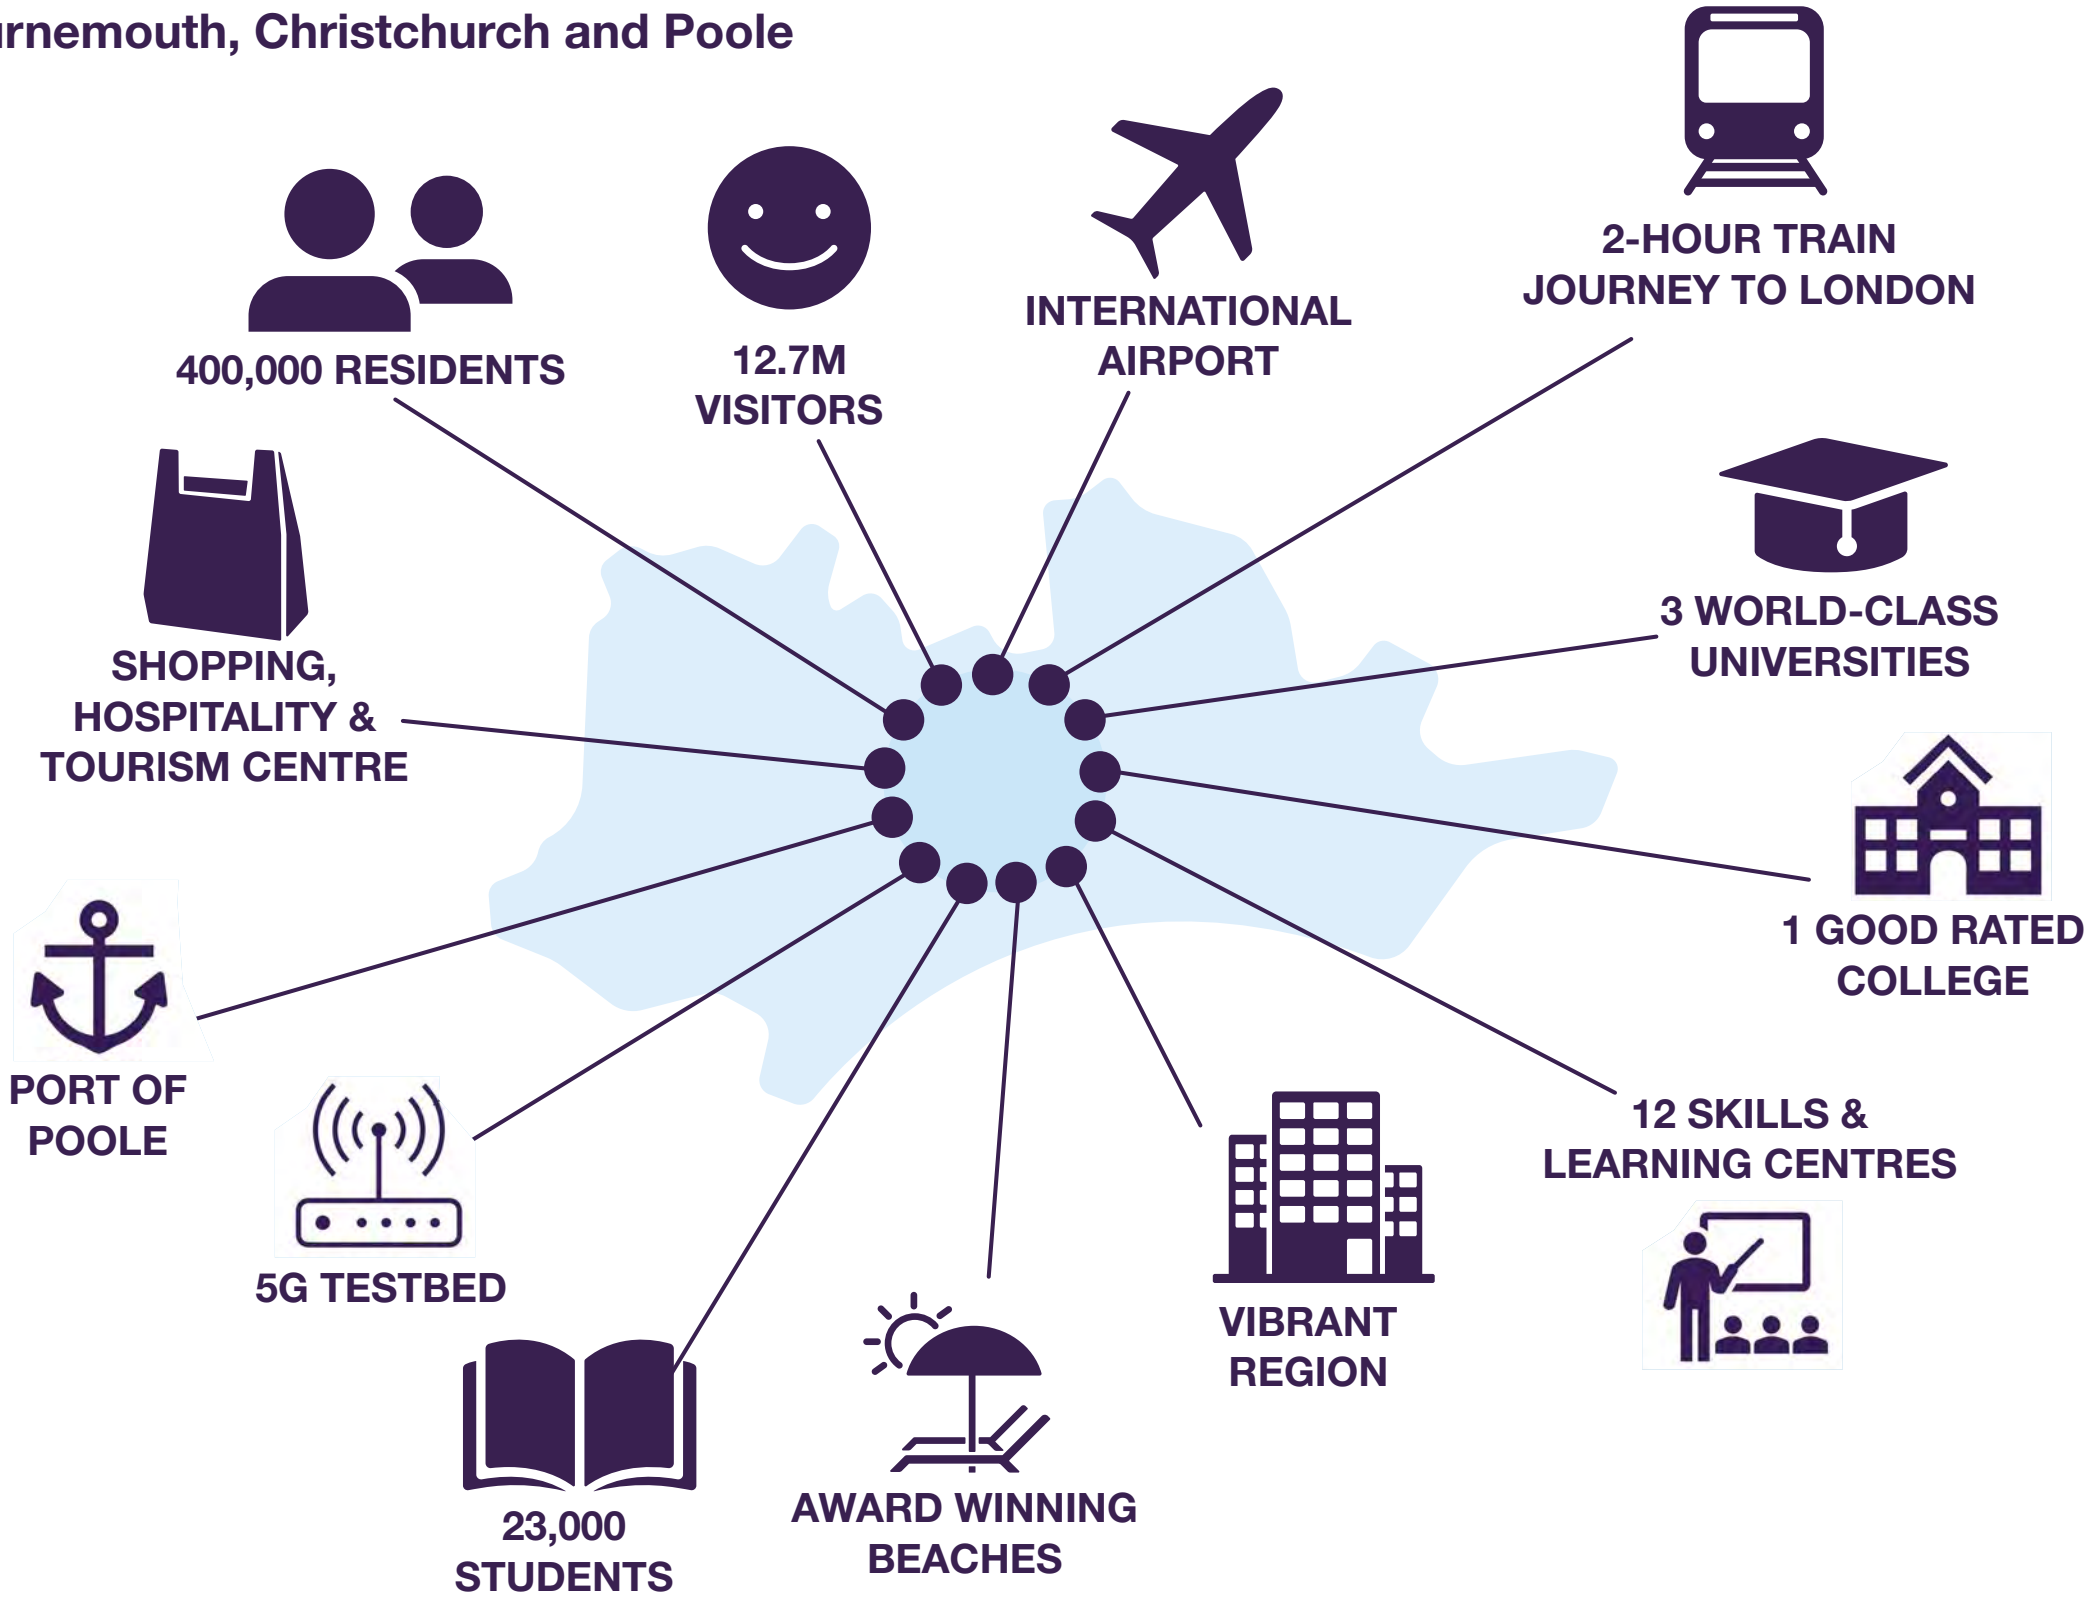 urnemouth, Christchurch and Poole
2-HOUR TRAIN
JOURNEY TO LONDON
INTERNATIONAL
AIRPORT
12.7M
VISITORS
400,000 RESIDENTS
3 WORLD-CLASS
UNIVERSITIES
SHOPPING,
HOSPITALITY &
TOURISM CENTRE
1 GOOD RATED
COLLEGE
PORT OF
POOLE
12 SKILLS &
LEARNING CENTRES
5G TESTBED
VIBRANT
REGION
AWARD WINNING
BEACHES
23,000
STUDENTS